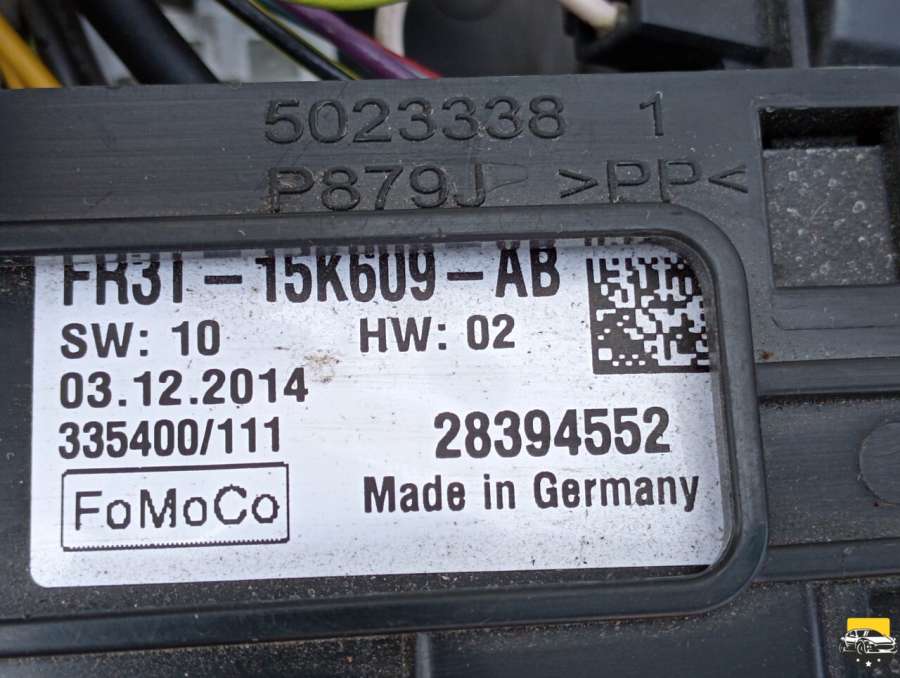 5023338 1
P879J >PP<
FR3T-15K609-AB
SW: 10 HW: 02
03.12.2014
335400/111 28394552
FoMoCo Made in Germany